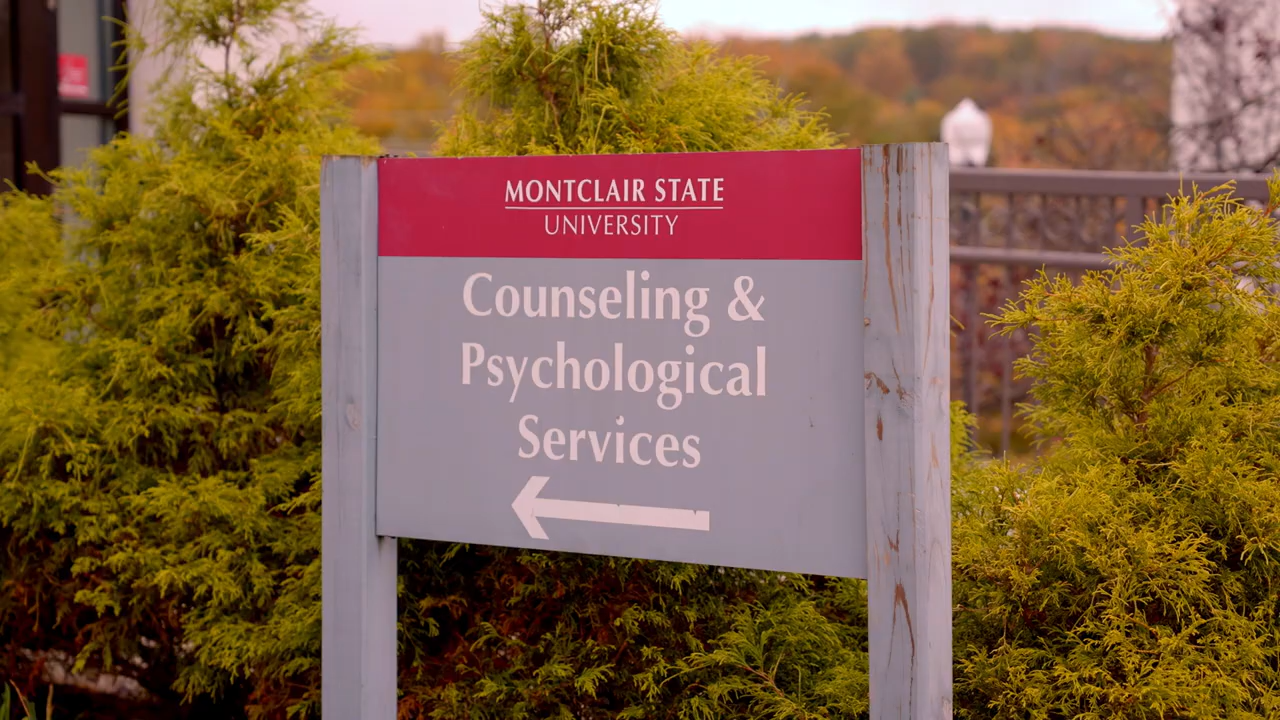 MONTCLAIR STATE
UNIVERSITY
Counseling &
Psychological
Services